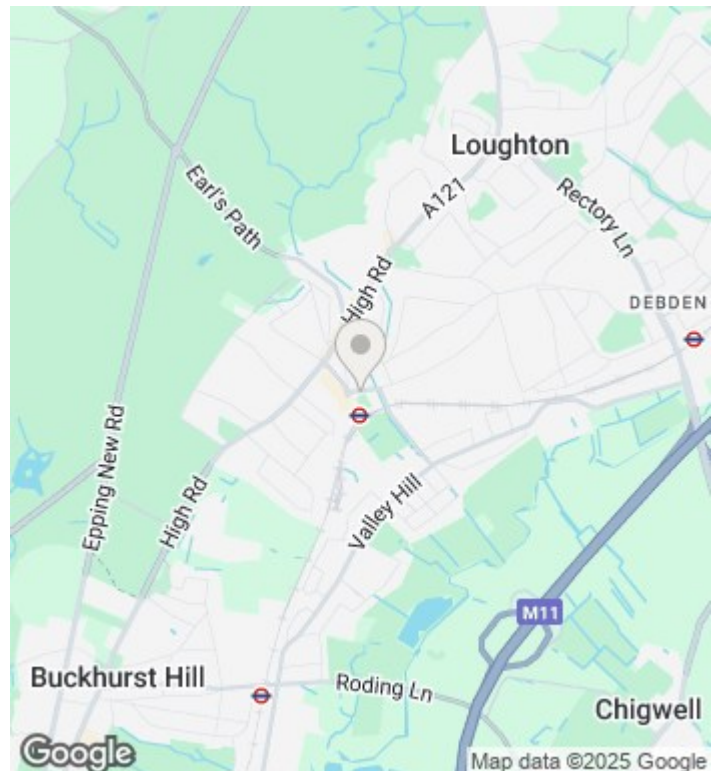 Loughton
A121
Earl's Path
Rectory Ln
High Rd
DEBDEN
Epping New Rd
High Rd
Valley Hill
M11
Buckhurst Hill
Roding Ln
Chigwell
Google
Map data ©2025 Google